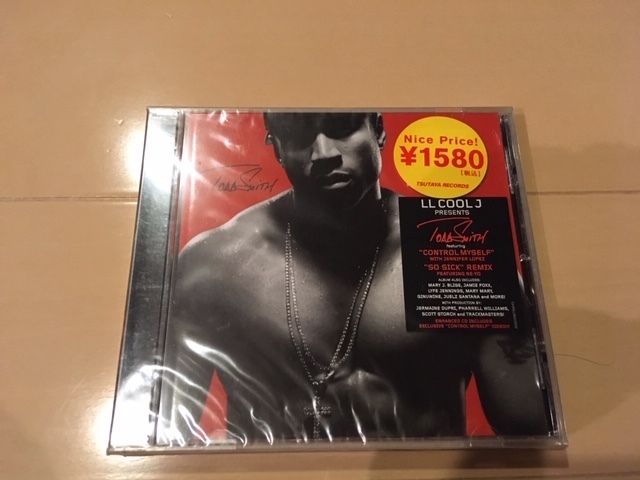 Nice Price!
¥1580
[税込]
TSUTAYA RECORDS
Todd Smith
LL COOL J
PRESENTS
Todd Smith
featuring
"CONTROL MYSELF"
WITH JENNIFER LOPEZ
"SO SICK" REMIX
FEATURING NE-YO
ALBUM ALSO INCLUDES:
MARY J. BLIGE, JAMIE FOXX,
LYFE JENNINGS, MARY MARY,
GINUWINE, JUELZ SANTANA and MORE!
WITH PRODUCTION BY:
JERMAINE DUPRI, PHARRELL WILLIAMS,
SCOTT STORCH and TRACKMASTERS!
ENHANCED CD INCLUDES
EXCLUSIVE "CONTROL MYSELF" VIDEO!!